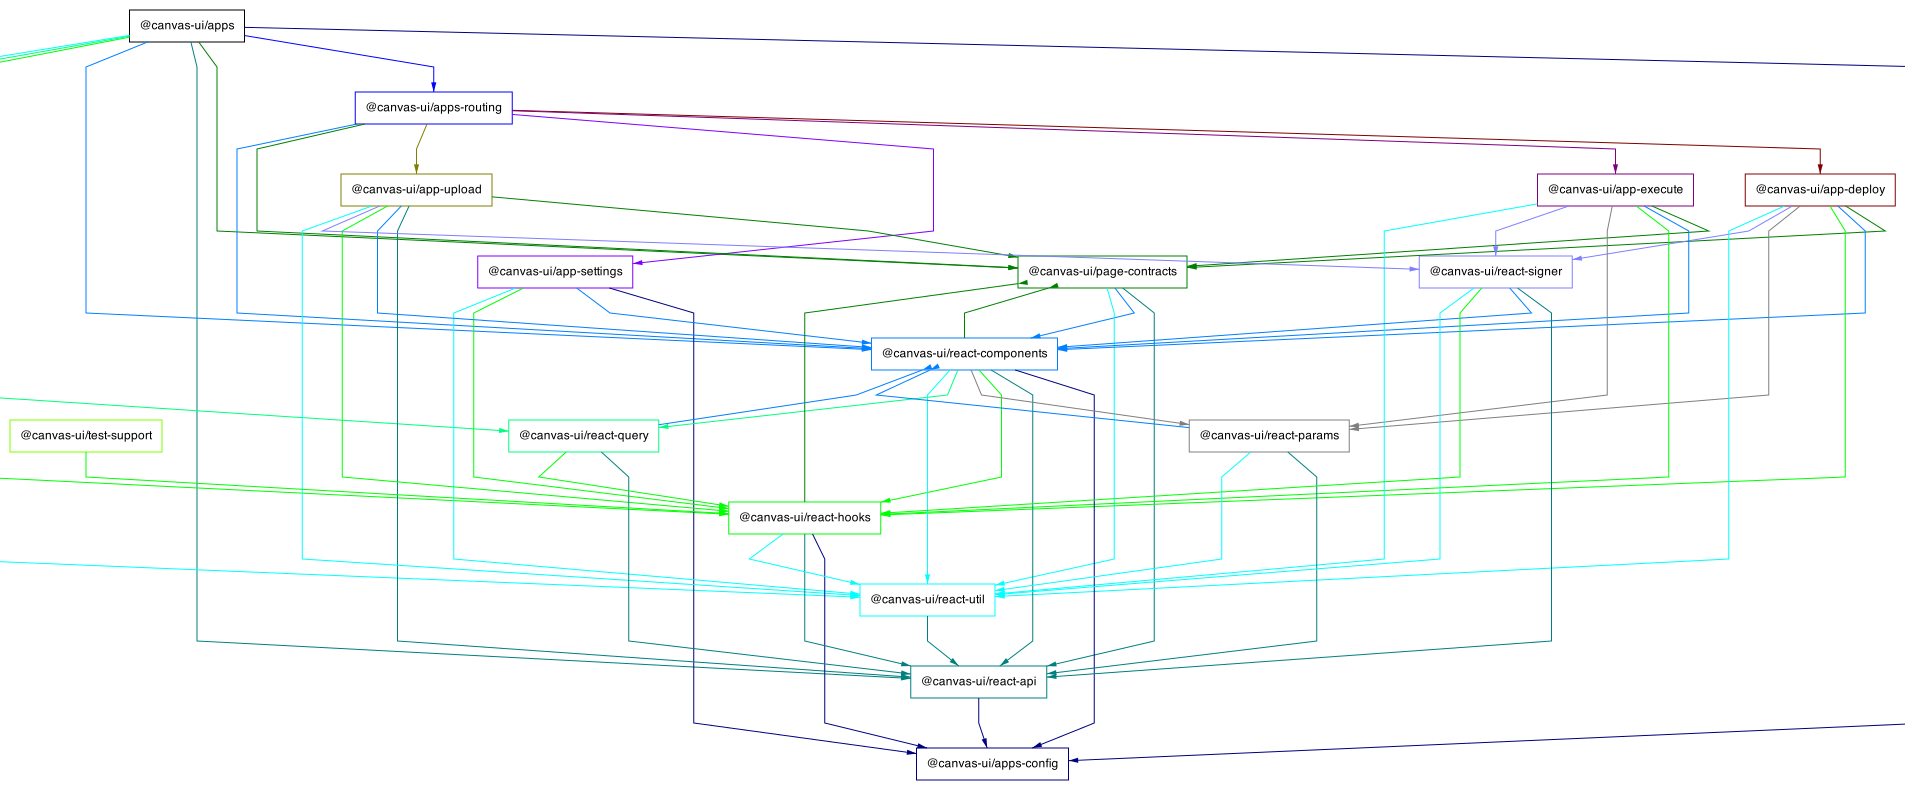 @canvas-ui/apps
@canvas-ui/apps-routing
@canvas-ui/app-upload
@canvas-ui/app-execute
@canvas-ui/app-deploy
@canvas-ui/app-settings
@canvas-ui/page-contracts
@canvas-ui/react-signer
@canvas-ui/react-components
@canvas-ui/test-support
@canvas-ui/react-query
@canvas-ui/react-params
@canvas-ui/react-hooks
@canvas-ui/react-util
@canvas-ui/react-api
@canvas-ui/apps-config